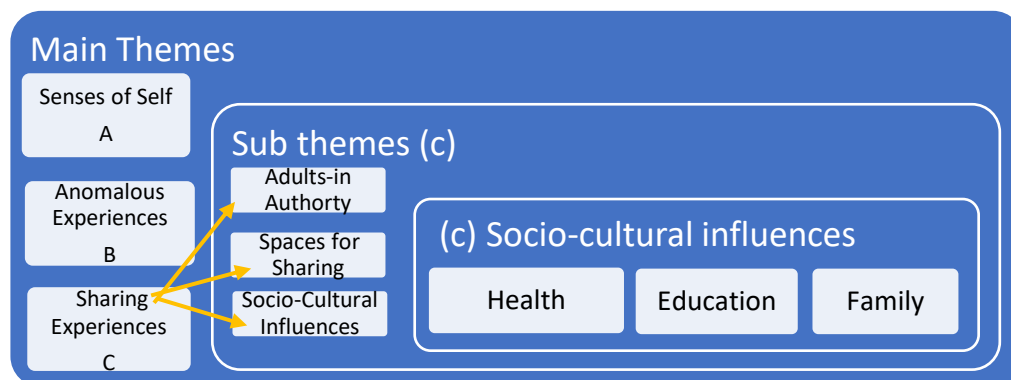 Main Themes
Senses of Self
A
Anomalous
Experiences
B
Sharing
Experiences
C
Sub themes (c)
Adults-in
Authorty
Spaces for
Sharing
Socio-Cultural
Influences
(c) Socio-cultural influences
Health
Education
Family